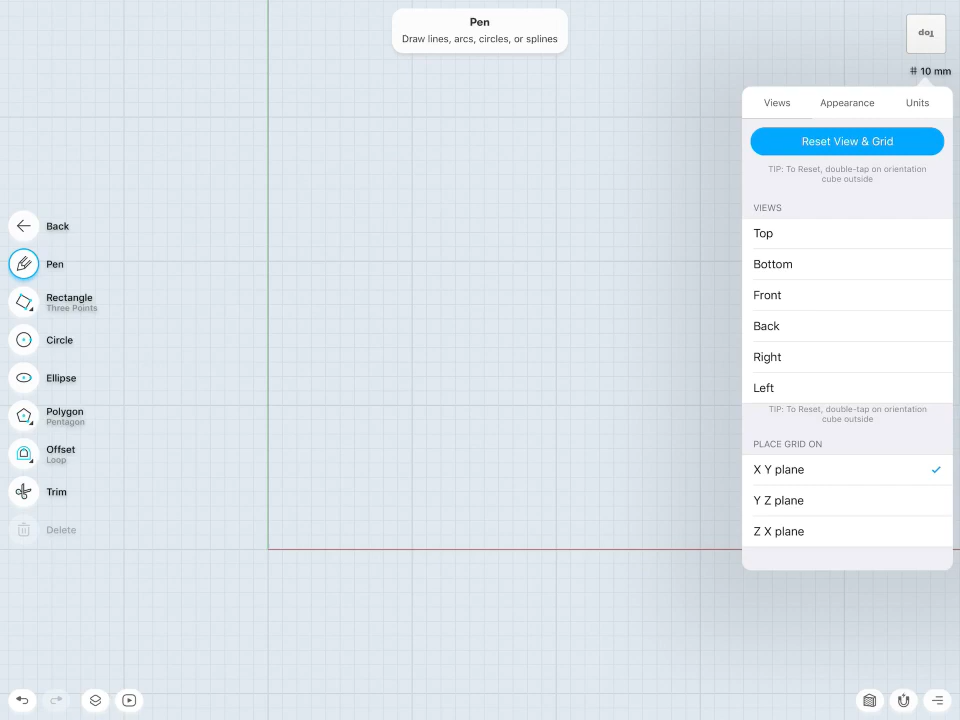 Pen
Draw lines, arcs, circles, or splines
Top
10 mm
Views
Appearance
Units
Reset View & Grid
TIP: To Reset, double-tap on orientation
cube outside
VIEWS
Top
Bottom
Front
Back
Right
Left
TIP: To Reset, double-tap on orientation
cube outside
PLACE GRID ON
X Y plane
Y Z plane
Z X plane
Back
Pen
Rectangle
Three Points
Circle
Ellipse
Polygon
Pentagon
Offset
Loop
Trim
Delete